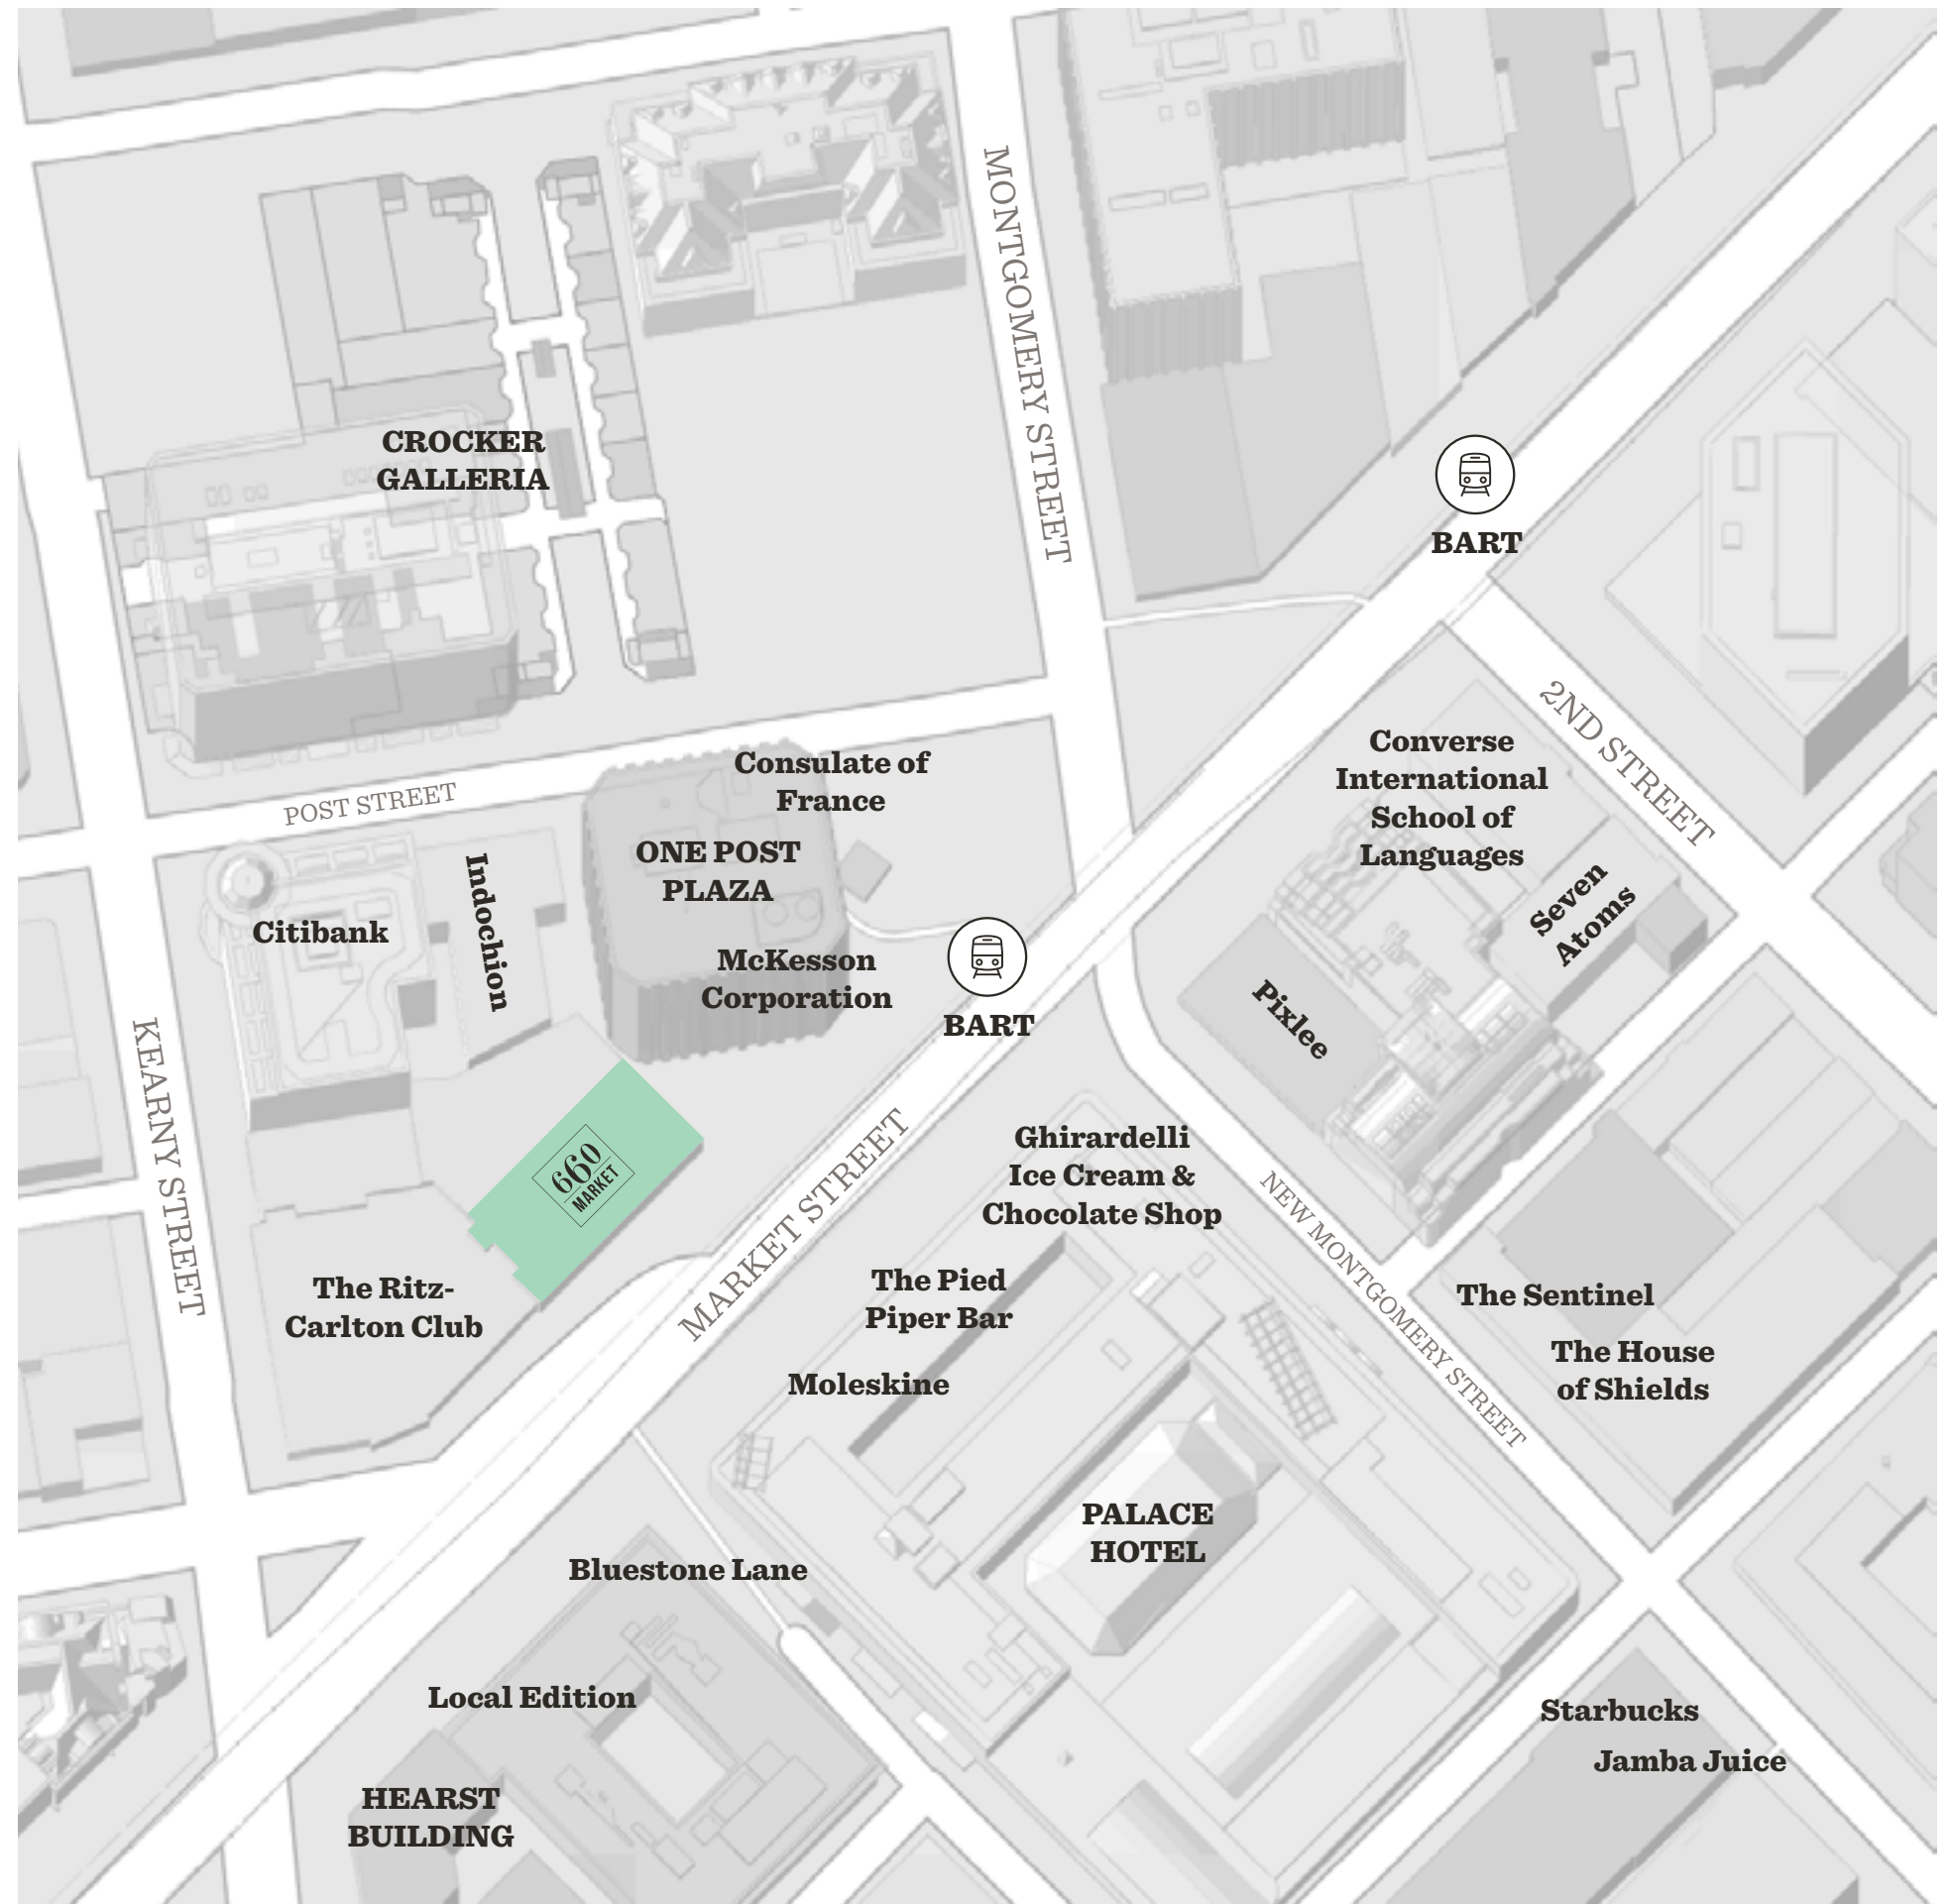 MONTGOMERY STREET
CROCKER
GALLERIA
BART
2ND STREET
Converse
International
School of
Languages
Consulate of
France
POST STREET
ONE POST
PLAZA
Indochion
Citibank
Seven
Atoms
McKesson
Corporation
BART
Pixlee
KEARNY STREET
660
MARKET
MARKET STREET
Ghirardelli
Ice Cream &
Chocolate Shop
NEW MONTGOMERY STREET
The Ritz-
Carlton Club
The Pied
Piper Bar
The Sentinel
The House
of Shields
Moleskine
PALACE
HOTEL
Bluestone Lane
Local Edition
Starbucks
Jamba Juice
HEARST
BUILDING